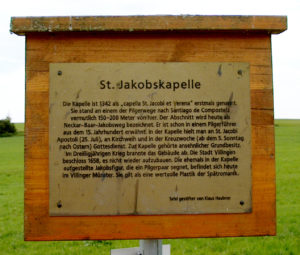 St. Jakobskapelle
Die Kapelle ist 1342 als „capella St. Jacobi et Verena“ erstmals genannt.
Sie stand an einem der Pilgerwege nach Santiago de Compostela,
vermutlich 150-200 Meter vorher. Der Abschnitt wird heute als
Neckar-Baar-Jakobsweg bezeichnet. Er ist schon in einem Pilgerführer
aus dem 15. Jahrhundert erwähnt. In der Kapelle hielt man an St. Jacobi
Apostoli (25. Juli), an Kirchweih und in der Kreuzwoche (ab dem 5. Sonntag
nach Ostern) Gottesdienst. Zur Kapelle gehörte ansehnlicher Grundbesitz.
Im Dreißigjährigen Krieg brannte das Gebäude ab. Die Stadt Villingen
beschloss 1658, es nicht wieder aufzubauen. Die ehemals in der Kapelle
aufgestellte Jakobsfigur, die ein Pilgerpaar segnet, befindet sich heute
im Villinger Münster. Sie gilt als eine wertvolle Plastik der Spätromanik.
gestiftet von Klaus